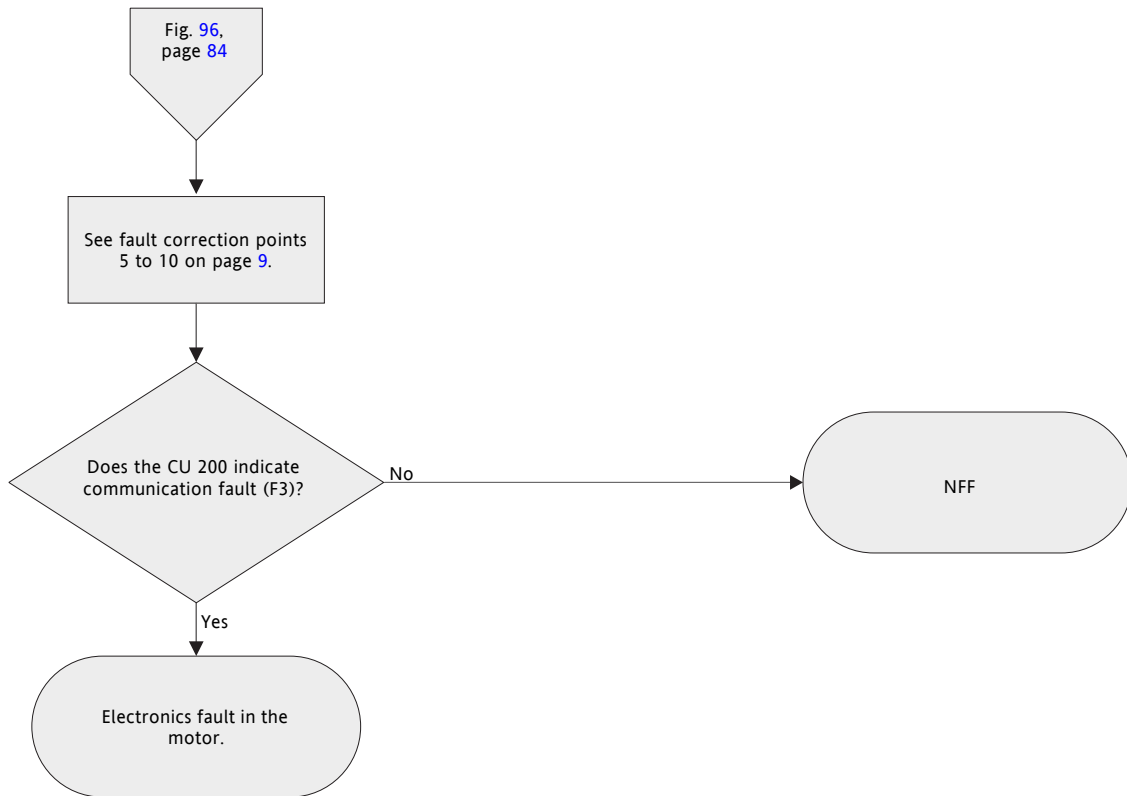 Fig. 96,
page 84
See fault correction points
5 to 10 on page 9.
Does the CU 200 indicate
communication fault (F3)?
No
NFF
Yes
Electronics fault in the
motor.